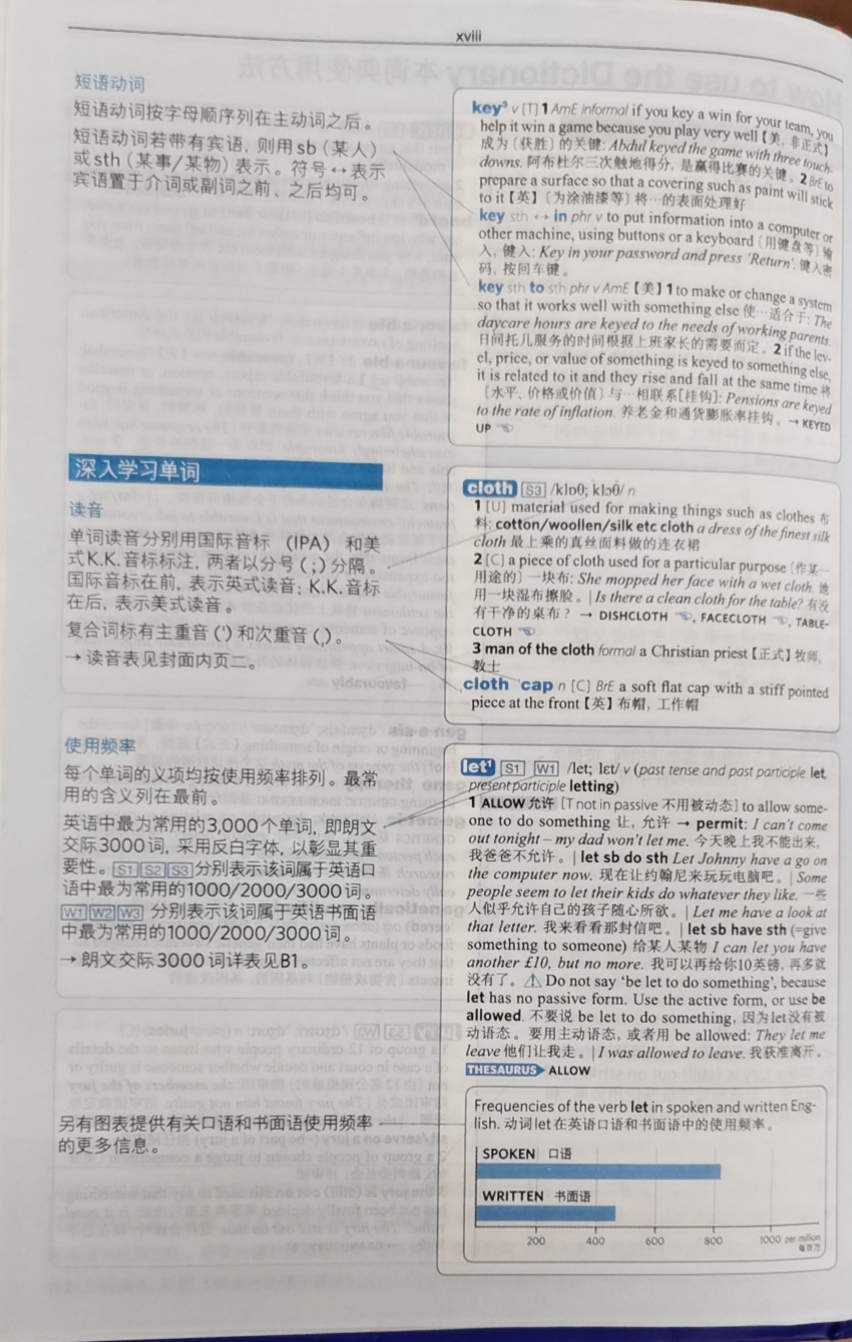 xviii
短语动词
短语动词按字母顺序列在主动词之后。
短语动词若带有宾语, 则用sb（某人）
或sth（某事/某物）表示。符号↔表示
宾语置于介词或副词之前、之后均可。
key³ v [T] 1 AmE informal if you key a win for your team, you
help it win a game because you play very well【美, 非正式】
成为〔获胜〕的关键: Abdul keyed the game with three touch-
downs. 阿布杜尔三次触地得分, 是赢得比赛的关键。2 BrE to
prepare a surface so that a covering such as paint will stick
to it【英】〔为涂油漆等〕将…的表面处理好
key sth ↔ in phr v to put information into a computer or
other machine, using buttons or a keyboard〔用键盘等〕输
入, 键入: Key in your password and press 'Return'. 键入密
码, 按回车键。
key sth to sth phr v AmE【美】1 to make or change a system
so that it works well with something else 使…适合于: The
daycare hours are keyed to the needs of working parents.
日间托儿服务的时间根据上班家长的需要而定。2 if the lev-
el, price, or value of something is keyed to something else,
it is related to it and they rise and fall at the same time 将
〔水平、价格或价值〕与…相联系[挂钩]: Pensions are keyed
to the rate of inflation. 养老金和通货膨胀率挂钩。→ KEYED
UP
深入学习单词
读音
单词读音分别用国际音标 （IPA） 和美
式K.K.音标标注, 两者以分号 (;) 分隔。
国际音标在前, 表示英式读音; K.K.音标
在后, 表示美式读音。
复合词标有主重音 (ˈ) 和次重音 (ˌ)。
→ 读音表见封面内页二。
cloth S3 /klɒθ; klɔθ/ n
1 [U] material used for making things such as clothes 布
料: cotton/woollen/silk etc cloth a dress of the finest silk
cloth 最上乘的真丝面料做的连衣裙
2 [C] a piece of cloth used for a particular purpose〔作某一
用途的〕一块布: She mopped her face with a wet cloth. 她
用一块湿布擦脸。| Is there a clean cloth for the table? 有没
有干净的桌布? → DISHCLOTH, FACECLOTH, TABLE-
CLOTH
3 man of the cloth formal a Christian priest【正式】牧师,
教士
ˌcloth ˈcap n [C] BrE a soft flat cap with a stiff pointed
piece at the front【英】布帽, 工作帽
使用频率
每个单词的义项均按使用频率排列。最常
用的含义列在最前。
英语中最为常用的3,000个单词, 即朗文
交际3000词, 采用反白字体, 以彰显其重
要性。S1 S2 S3 分别表示该词属于英语口
语中最为常用的1000/2000/3000词。
W1 W2 W3 分别表示该词属于英语书面语
中最为常用的1000/2000/3000词。
→ 朗文交际3000词详表见B1。
let¹ S1 W1 /let; lɛt/ v (past tense and past participle let,
present participle letting)
1 ALLOW 允许 [T not in passive 不用被动态] to allow some-
one to do something 让, 允许 → permit: I can't come
out tonight – my dad won't let me. 今天晚上我不能出来,
我爸爸不允许。| let sb do sth Let Johnny have a go on
the computer now. 现在让约翰尼来玩玩电脑吧。| Some
people seem to let their kids do whatever they like. 一些
人似乎允许自己的孩子随心所欲。| Let me have a look at
that letter. 我来看看那封信吧。| let sb have sth (=give
something to someone) 给某人某物 I can let you have
another £10, but no more. 我可以再给你10英镑, 再多就
没有了。⚠ Do not say 'be let to do something', because
let has no passive form. Use the active form, or use be
allowed. 不要说 be let to do something, 因为let没有被
动语态。要用主动语态, 或者用 be allowed: They let me
leave 他们让我走。| I was allowed to leave. 我获准离开。
THESAURUS ALLOW
另有图表提供有关口语和书面语使用频率
的更多信息。
Frequencies of the verb let in spoken and written Eng-
lish. 动词let在英语口语和书面语中的使用频率。
SPOKEN 口语
WRITTEN 书面语
200 400 600 800 1000 per million
每百万